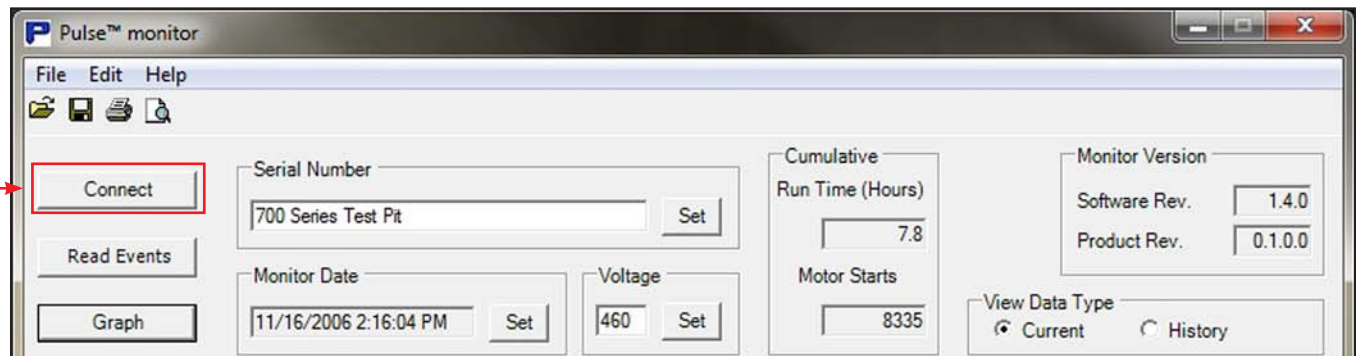 Pulse™ monitor
File Edit Help
Connect
Read Events
Graph
Serial Number
700 Series Test Pit Set
Monitor Date
11/16/2006 2:16:04 PM Set
Voltage
460 Set
Cumulative
Run Time (Hours)
7.8
Motor Starts
8335
Monitor Version
Software Rev. 1.4.0
Product Rev. 0.1.0.0
View Data Type
Current History